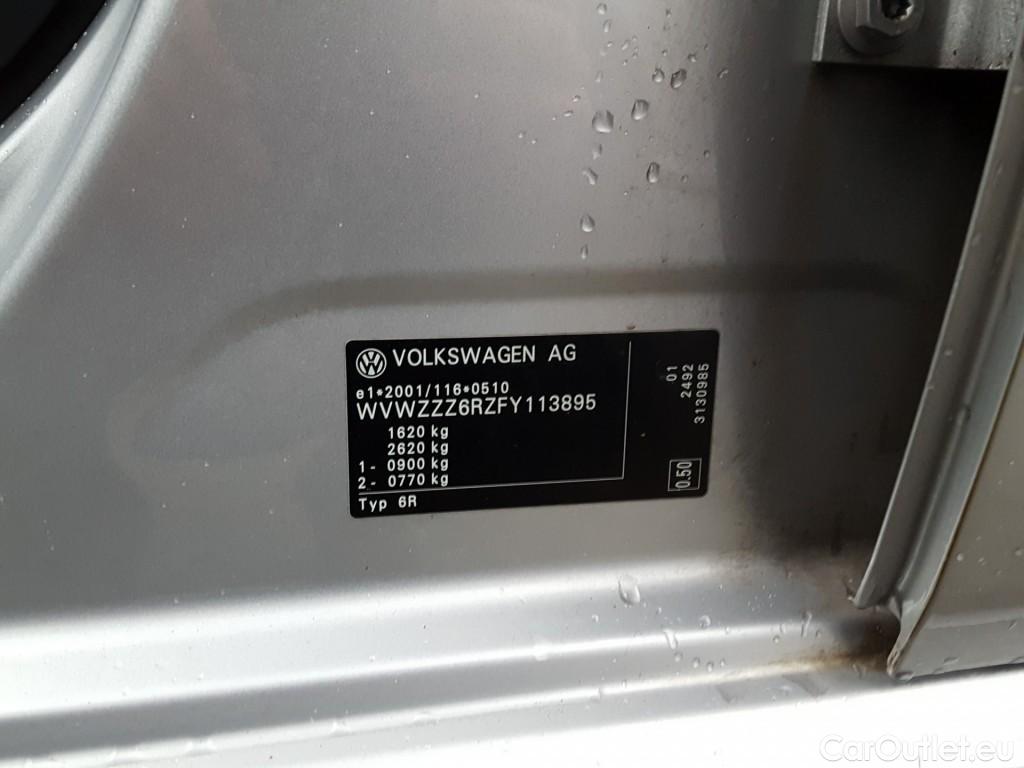 VOLKSWAGEN AG
e1*2001/116*0510
WVWZZZ6RZFY113895
1620 kg
2620 kg
1 - 0900 kg
2 - 0770 kg
Typ 6R
01
2492
3130985
0.50
CarOutlet.eu